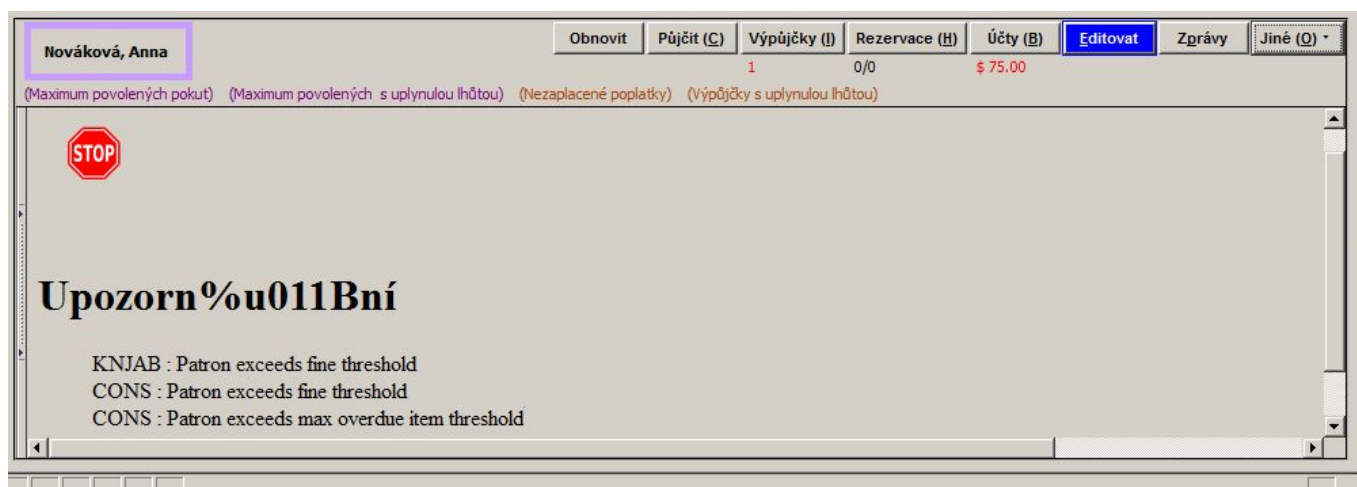 Nováková, Anna
Obnovit Půjčit (C) Výpůjčky (I) Rezervace (H) Účty (B) Editovat Zprávy Jiné (O)
1 0/0 $ 75.00
(Maximum povolených pokut) (Maximum povolených s uplynulou lhůtou) (Nezaplacené poplatky) (Výpůjčky s uplynulou lhůtou)
STOP
Upozorn%u011Bní
KNJAB : Patron exceeds fine threshold
CONS : Patron exceeds fine threshold
CONS : Patron exceeds max overdue item threshold